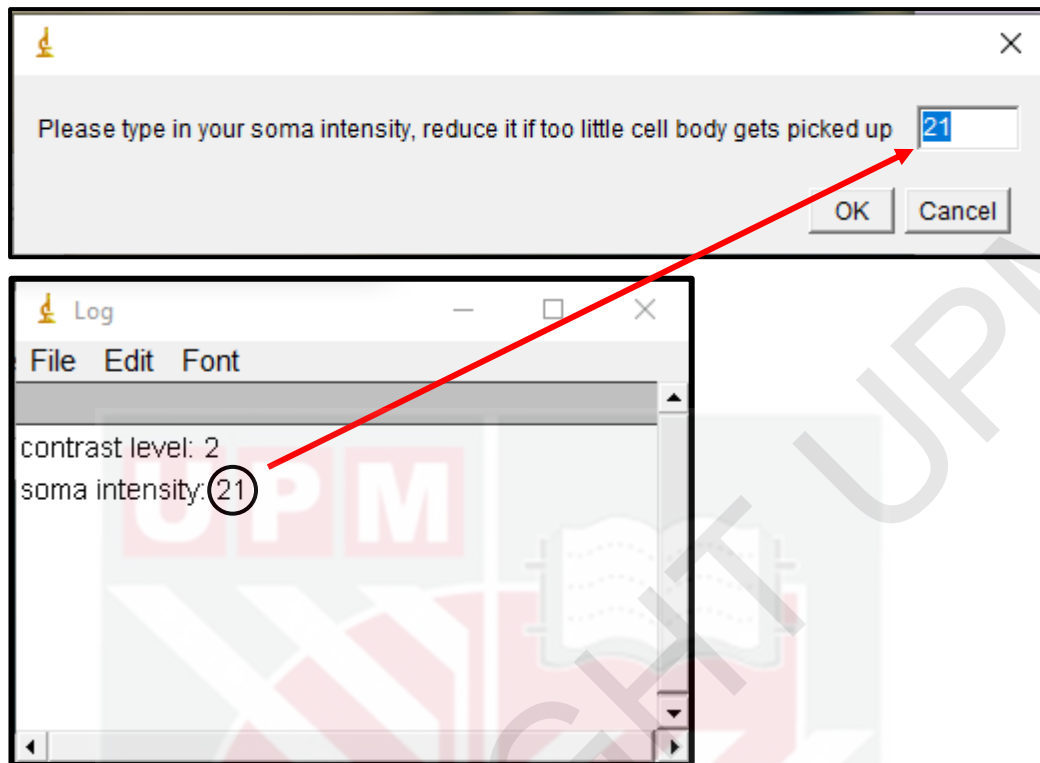 Please type in your soma intensity, reduce it if too little cell body gets picked up 21
OK Cancel
Log
File Edit Font
contrast level: 2
soma intensity: 21
UPM
UPM